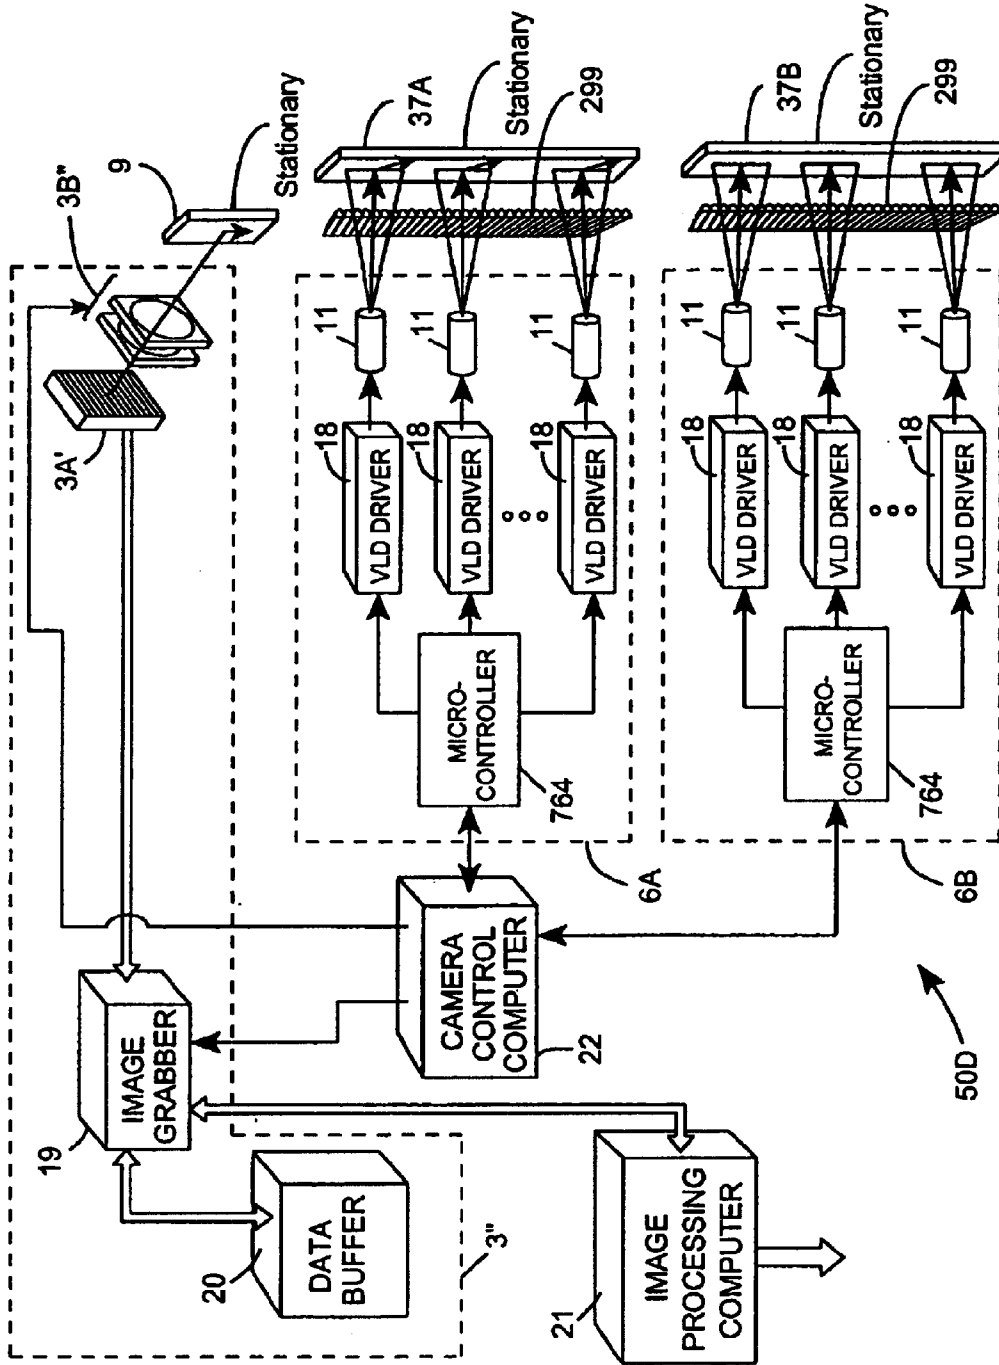 3B"
9
Stationary
3A'
19
IMAGE
GRABBER
20
DATA
BUFFER
3"
21
IMAGE
PROCESSING
COMPUTER
CAMERA
CONTROL
COMPUTER
22
37A
Stationary
299
11
11
11
18
VLD DRIVER
18
VLD DRIVER
18
VLD DRIVER
MICRO-
CONTROLLER
764
6A
37B
Stationary
299
11
11
11
18
VLD DRIVER
18
VLD DRIVER
18
VLD DRIVER
MICRO-
CONTROLLER
764
6B
50D